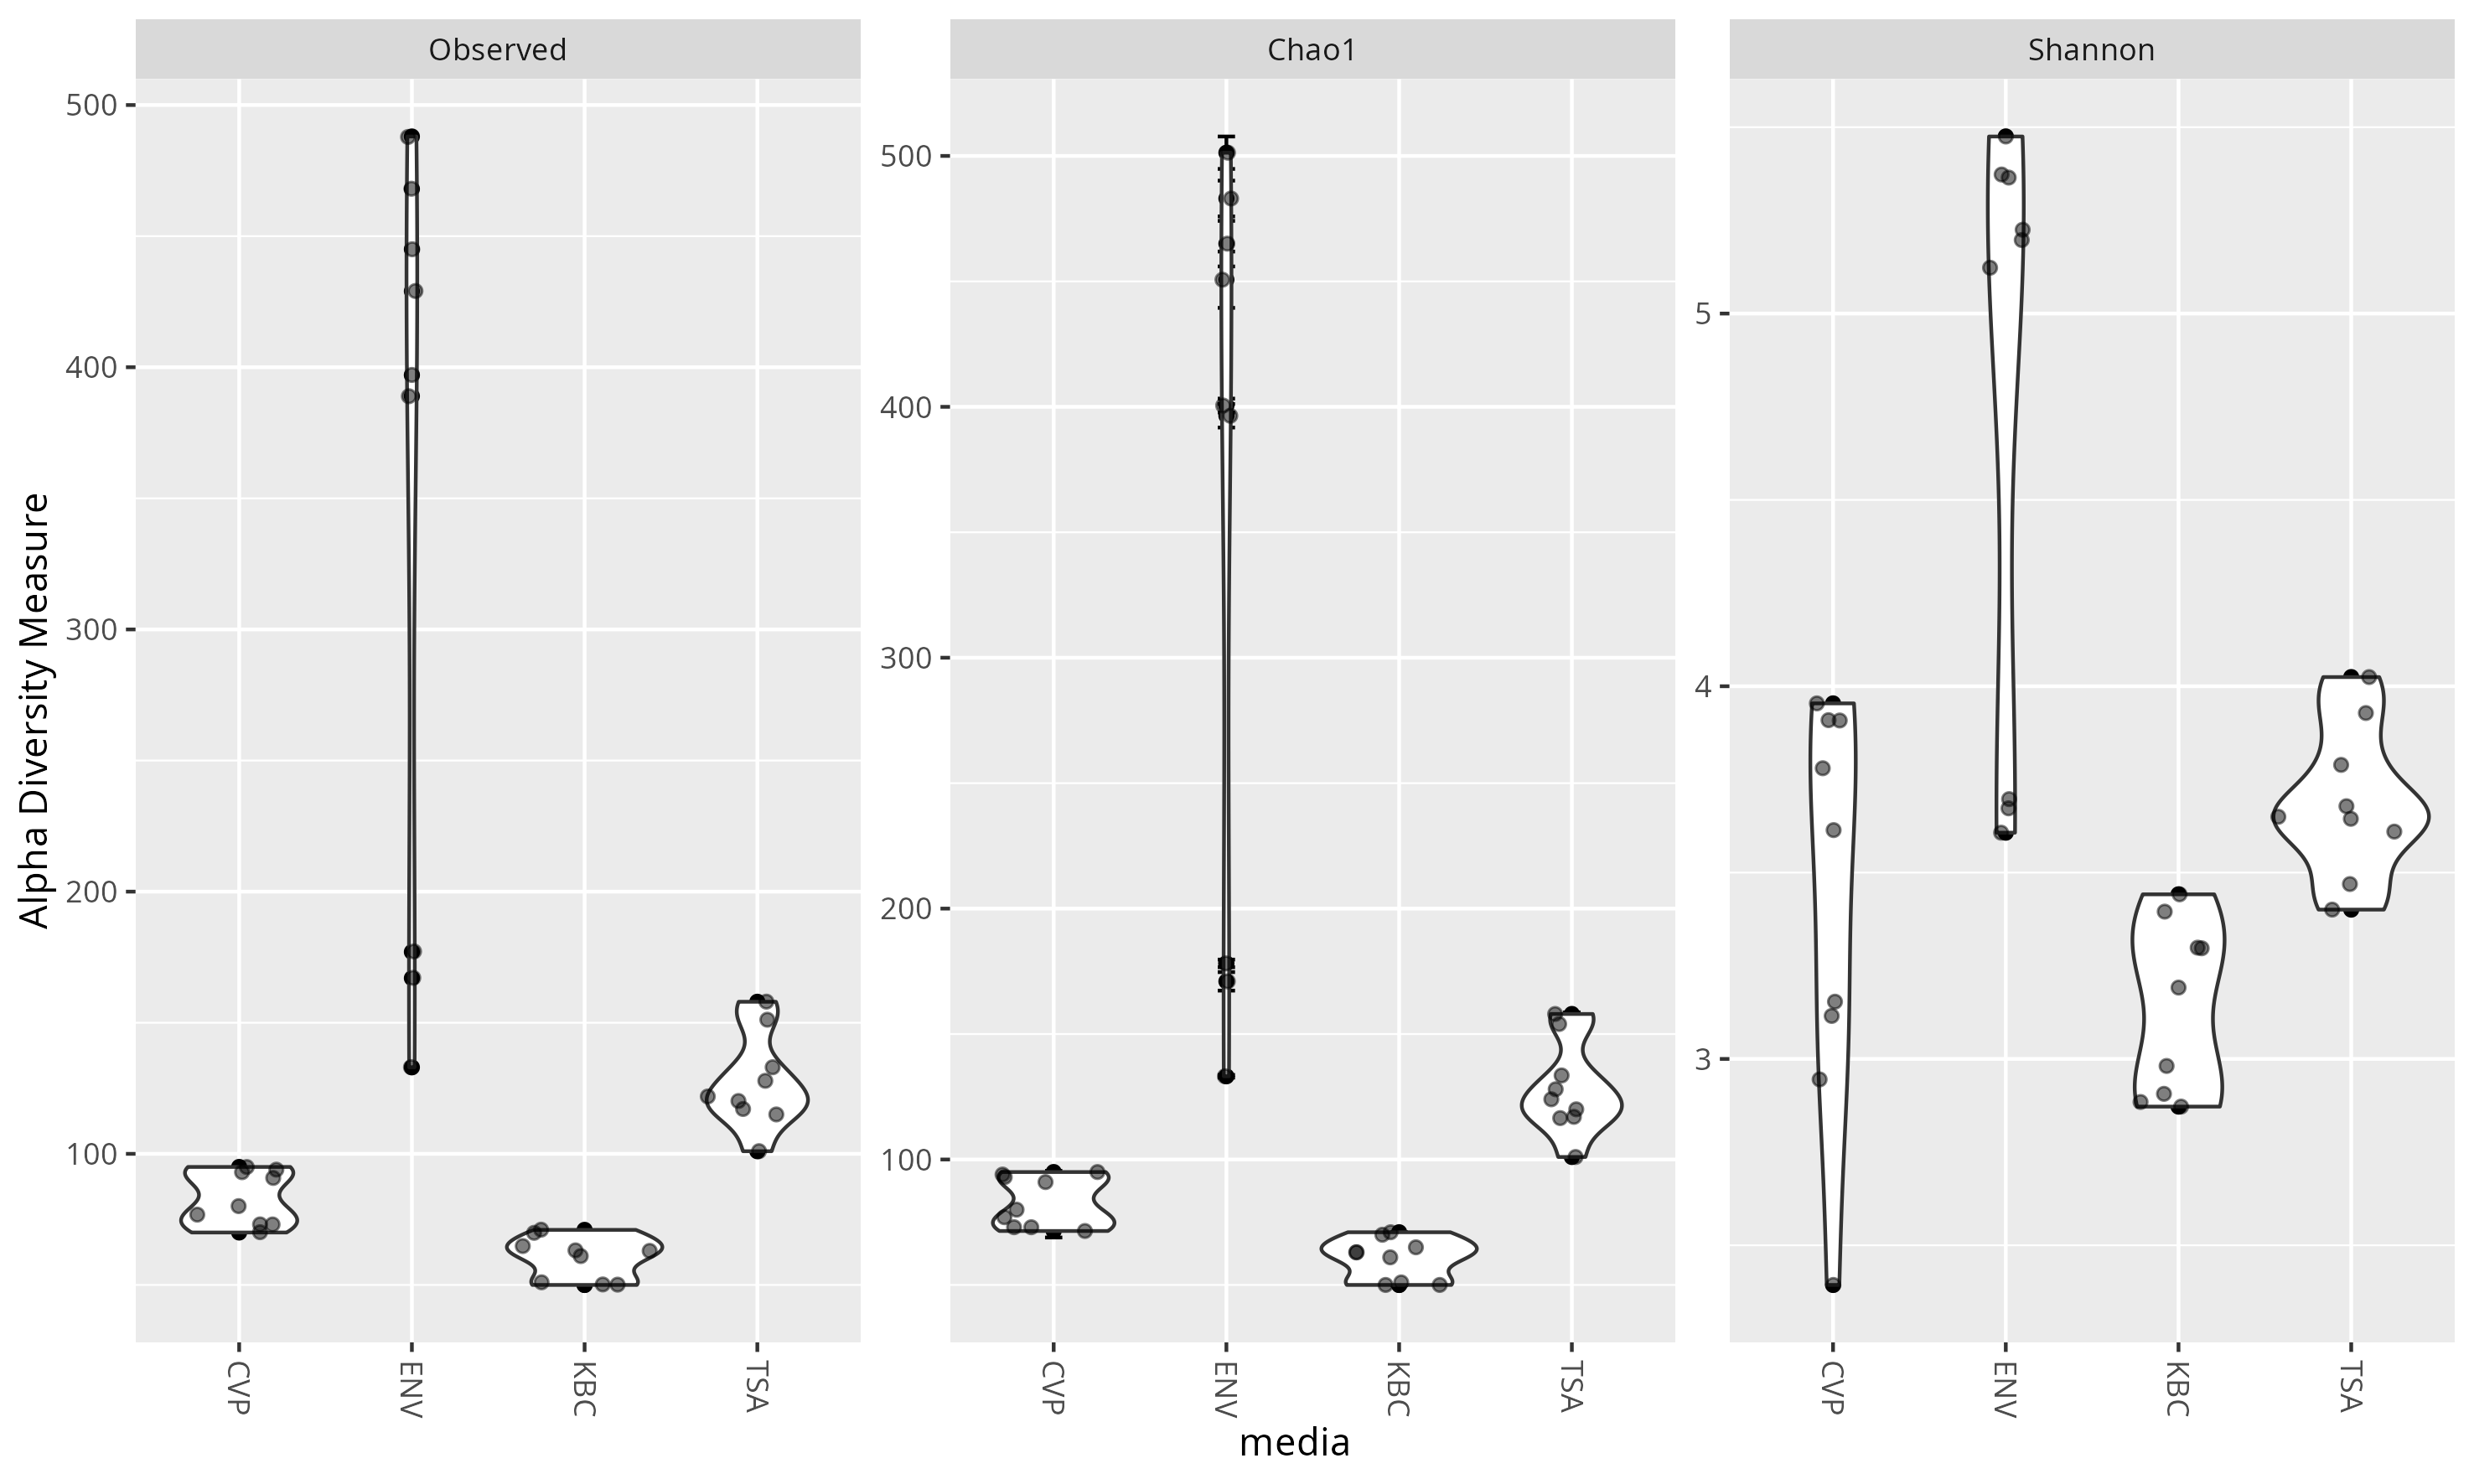 Observed
Chao1
Shannon
Alpha Diversity Measure
500
400
300
200
100
500
400
300
200
100
5
4
3
CVP
ENV
KBC
TSA
CVP
ENV
KBC
TSA
CVP
ENV
KBC
TSA
media